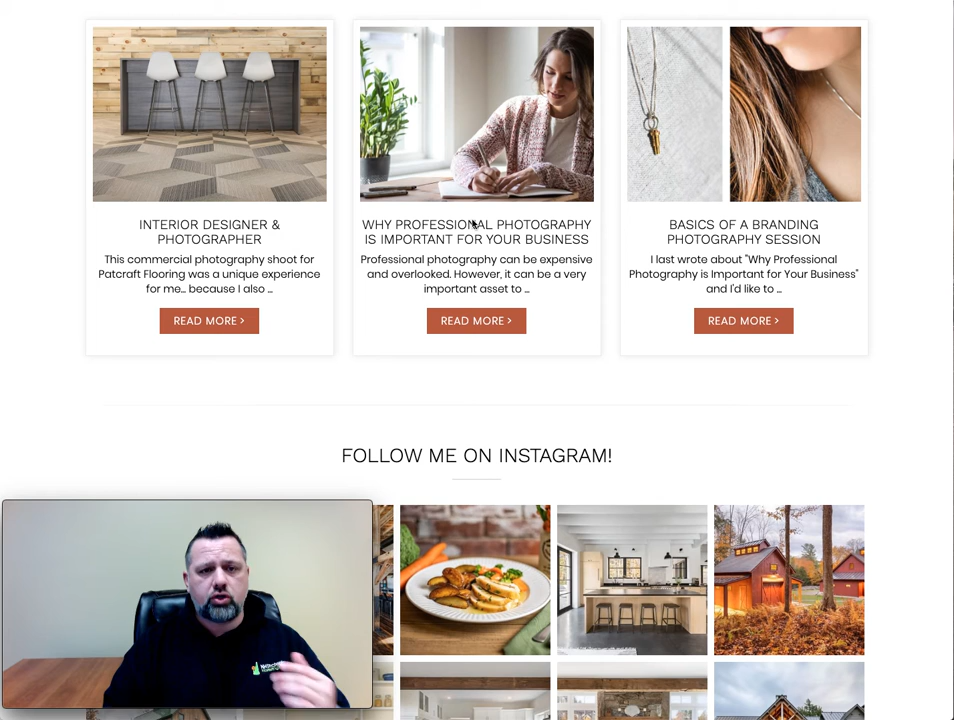 INTERIOR DESIGNER &
PHOTOGRAPHER
This commercial photography shoot for
Patcraft Flooring was a unique experience
for me... because I also ...
READ MORE >
WHY PROFESSIONAL PHOTOGRAPHY
IS IMPORTANT FOR YOUR BUSINESS
Professional photography can be expensive
and overlooked. However, it can be a very
important asset to ...
READ MORE >
BASICS OF A BRANDING
PHOTOGRAPHY SESSION
I last wrote about "Why Professional
Photography is Important for Your Business"
and I'd like to ...
READ MORE >
FOLLOW ME ON INSTAGRAM!